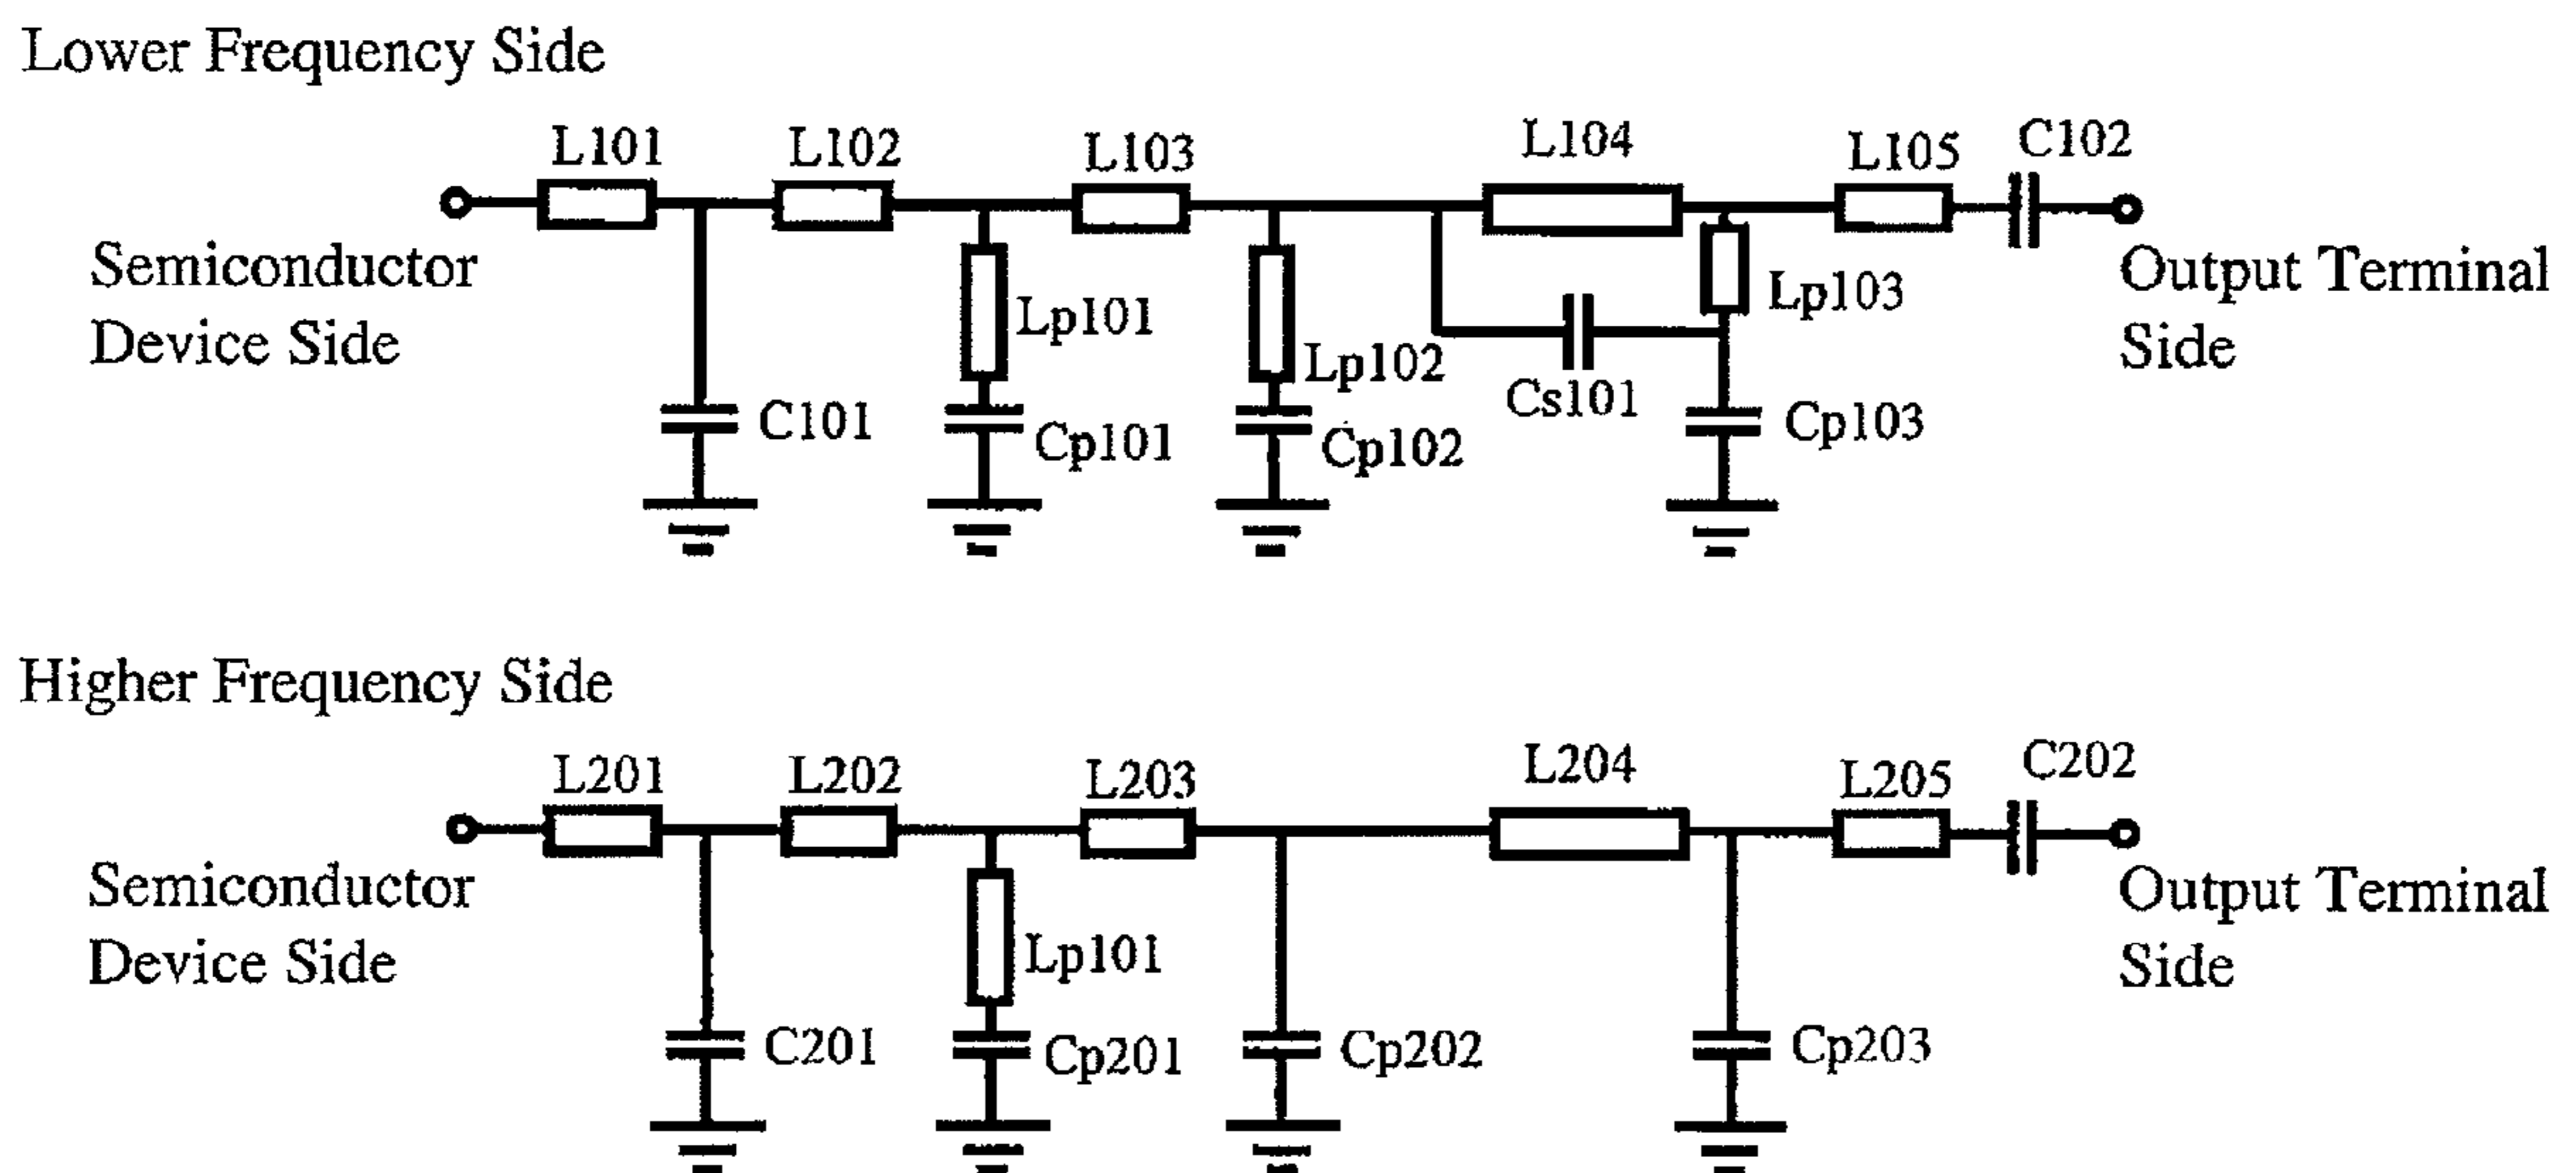 Lower Frequency Side
L101
L102
L103
L104
L105
C102
Semiconductor
Device Side
Output Terminal
Side
Lp101
Lp102
Lp103
Cs101
C101
Cp101
Cp102
Cp103
Higher Frequency Side
L201
L202
L203
L204
L205
C202
Semiconductor
Device Side
Output Terminal
Side
Lp101
C201
Cp201
Cp202
Cp203